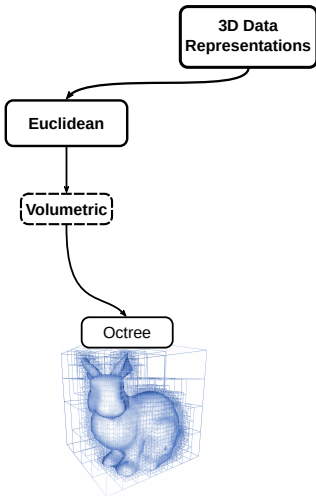 3D Data
Representations
Euclidean
Volumetric
Octree